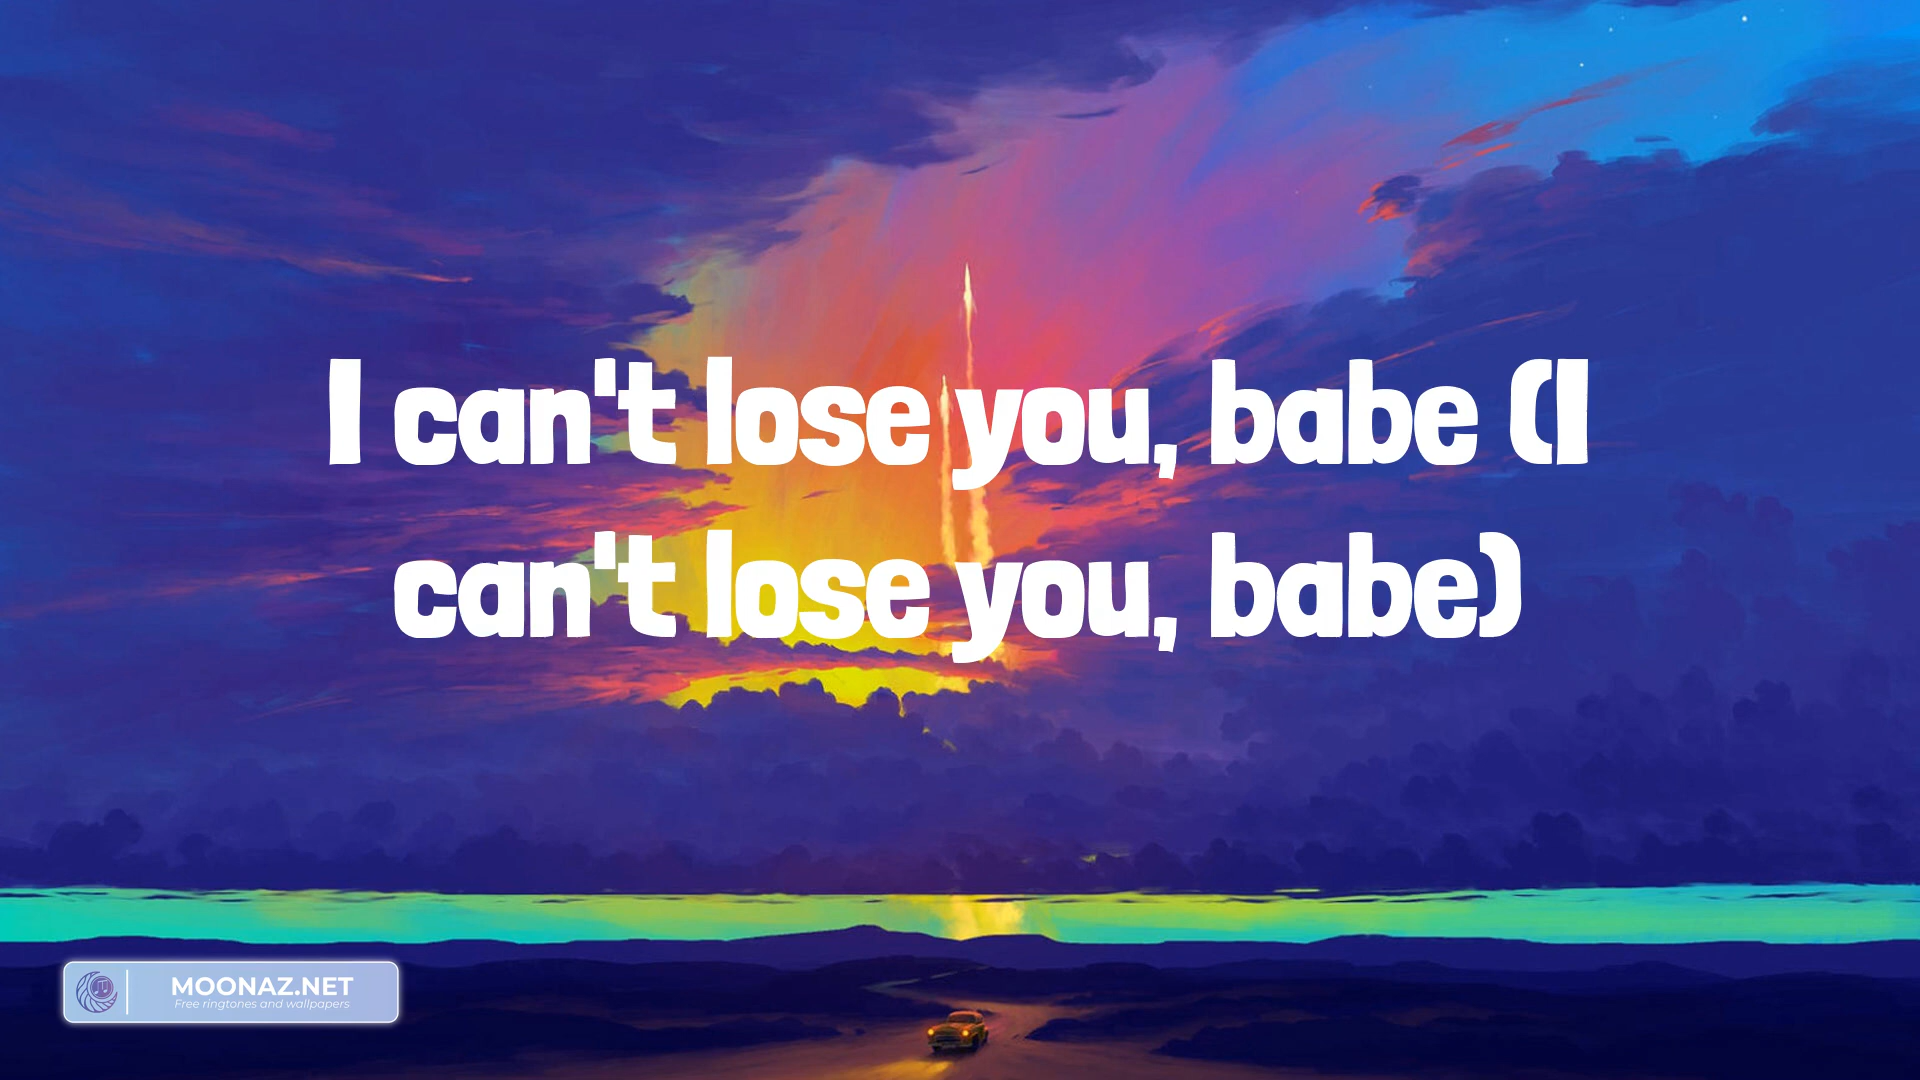 I can't lose you, babe (I
can't lose you, babe)
MOONAZ.NET
Free ringtones and wallpapers